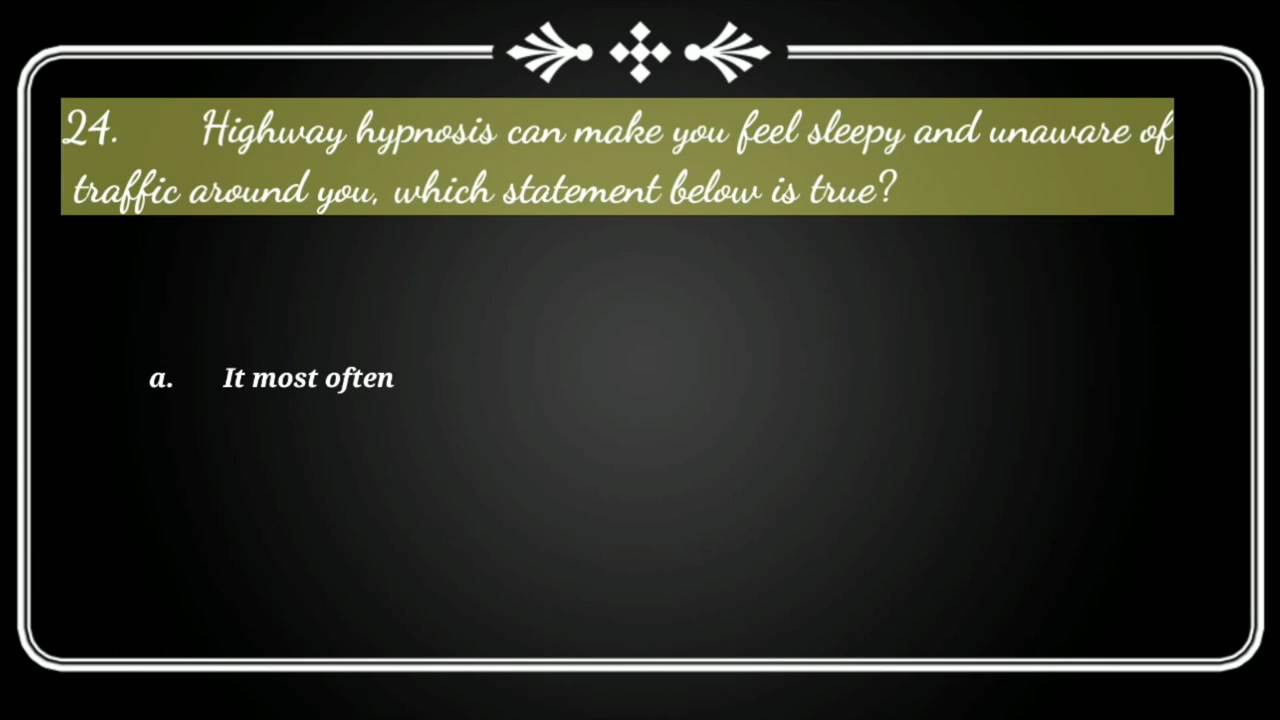 24. Highway hypnosis can make you feel sleepy and unaware of
traffic around you, which statement below is true?
a. It most often